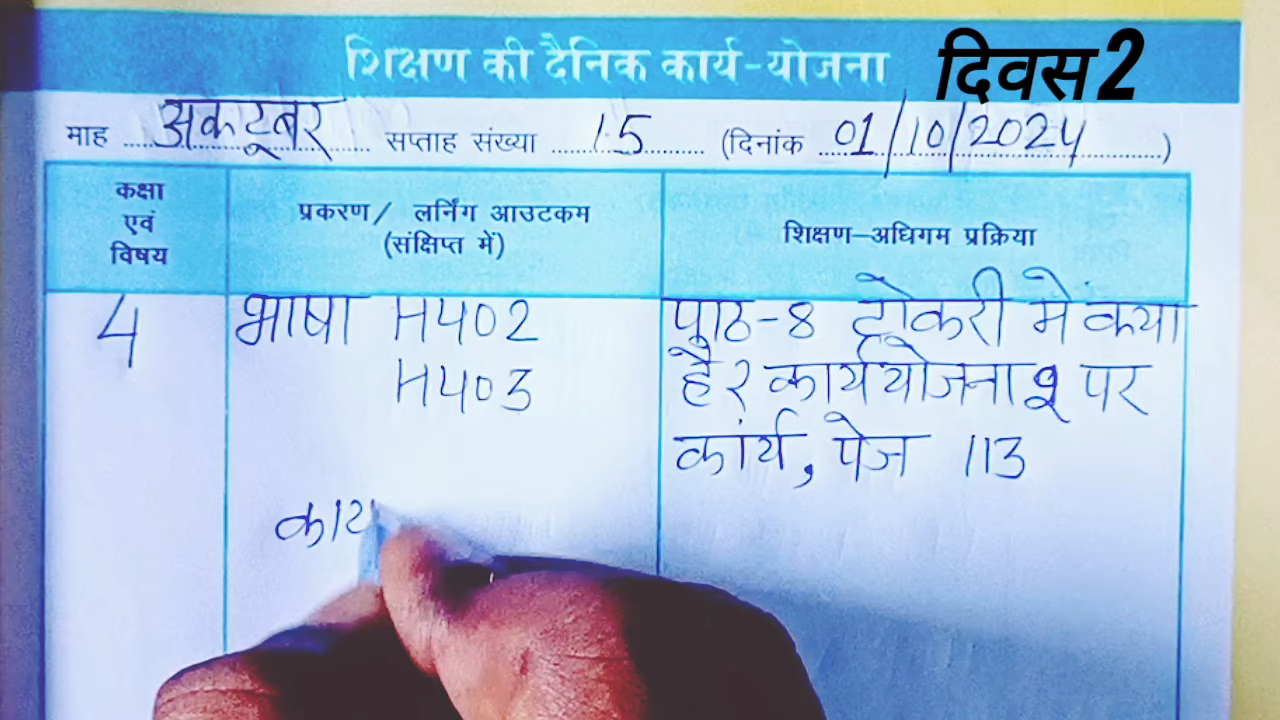 शिक्षण की दैनिक कार्य-योजना दिवस 2
माह अकटूबर सप्ताह संख्या 15 (दिनांक 01/10/2024)
कक्षा एवं विषय
प्रकरण/ लर्निंग आउटकम (संक्षिप्त में)
शिक्षण-अधिगम प्रक्रिया
4
भाषा H402
H403
पाठ-8 टोकरी में क्या
है? कार्ययोजना 2 पर
कार्य, पेज 113
काय